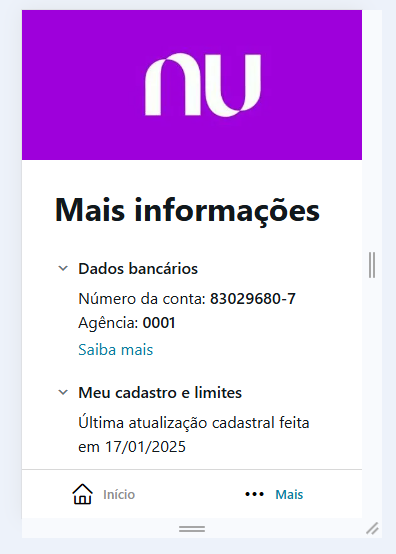 nu
Mais informações
Dados bancários
Número da conta: 83029680-7
Agência: 0001
Saiba mais
Meu cadastro e limites
Última atualização cadastral feita
em 17/01/2025
Início
Mais